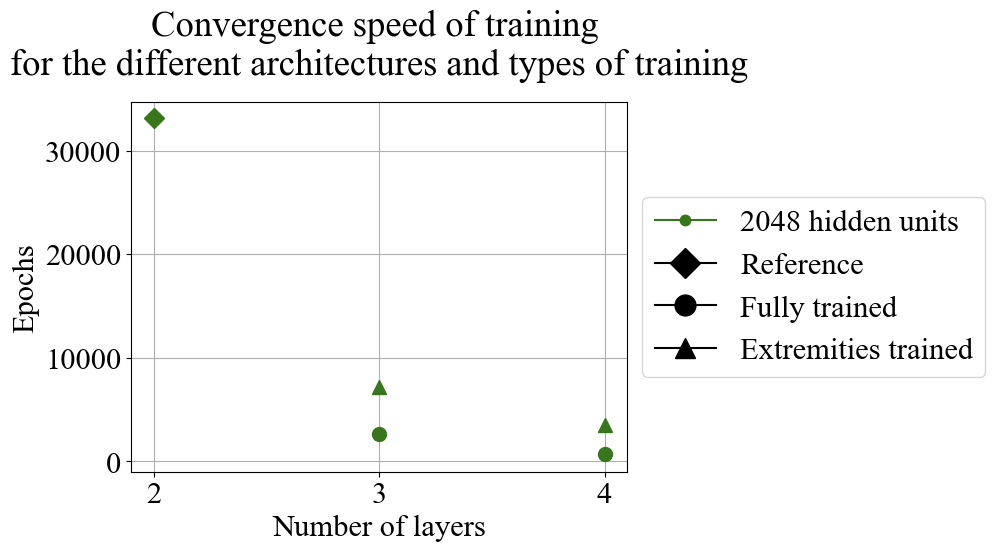 Convergence speed of training
for the different architectures and types of training
30000
20000
10000
0
Epochs
2
3
4
Number of layers
2048 hidden units
Reference
Fully trained
Extremities trained